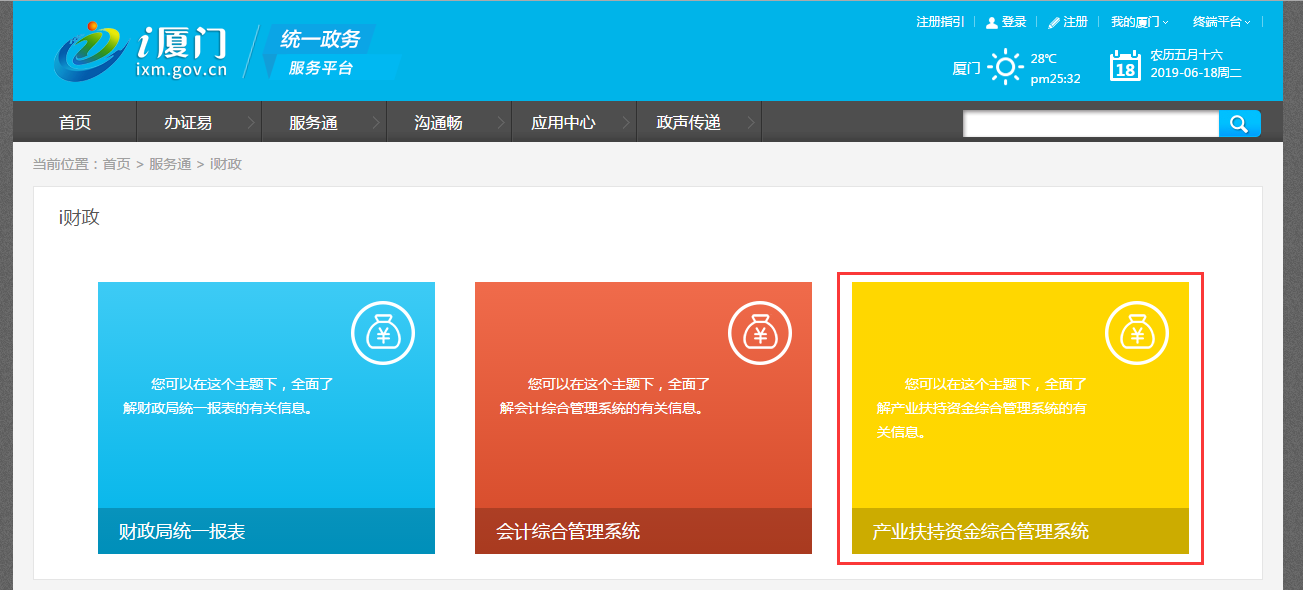 i厦门
ixm.gov.cn
统一政务
服务平台
注册指引 登录 注册 我的厦门 终端平台
厦门
28℃
pm25:32
18
农历五月十六
2019-06-18周二
首页 办证易 服务通 沟通畅 应用中心 政声传递
当前位置：首页 > 服务通 > i财政
i财政
¥
您可以在这个主题下，全面了
解财政局统一报表的有关信息。
财政局统一报表
¥
您可以在这个主题下，全面了
解会计综合管理系统的有关信息。
会计综合管理系统
¥
您可以在这个主题下，全面了
解产业扶持资金综合管理系统的有
关信息。
产业扶持资金综合管理系统